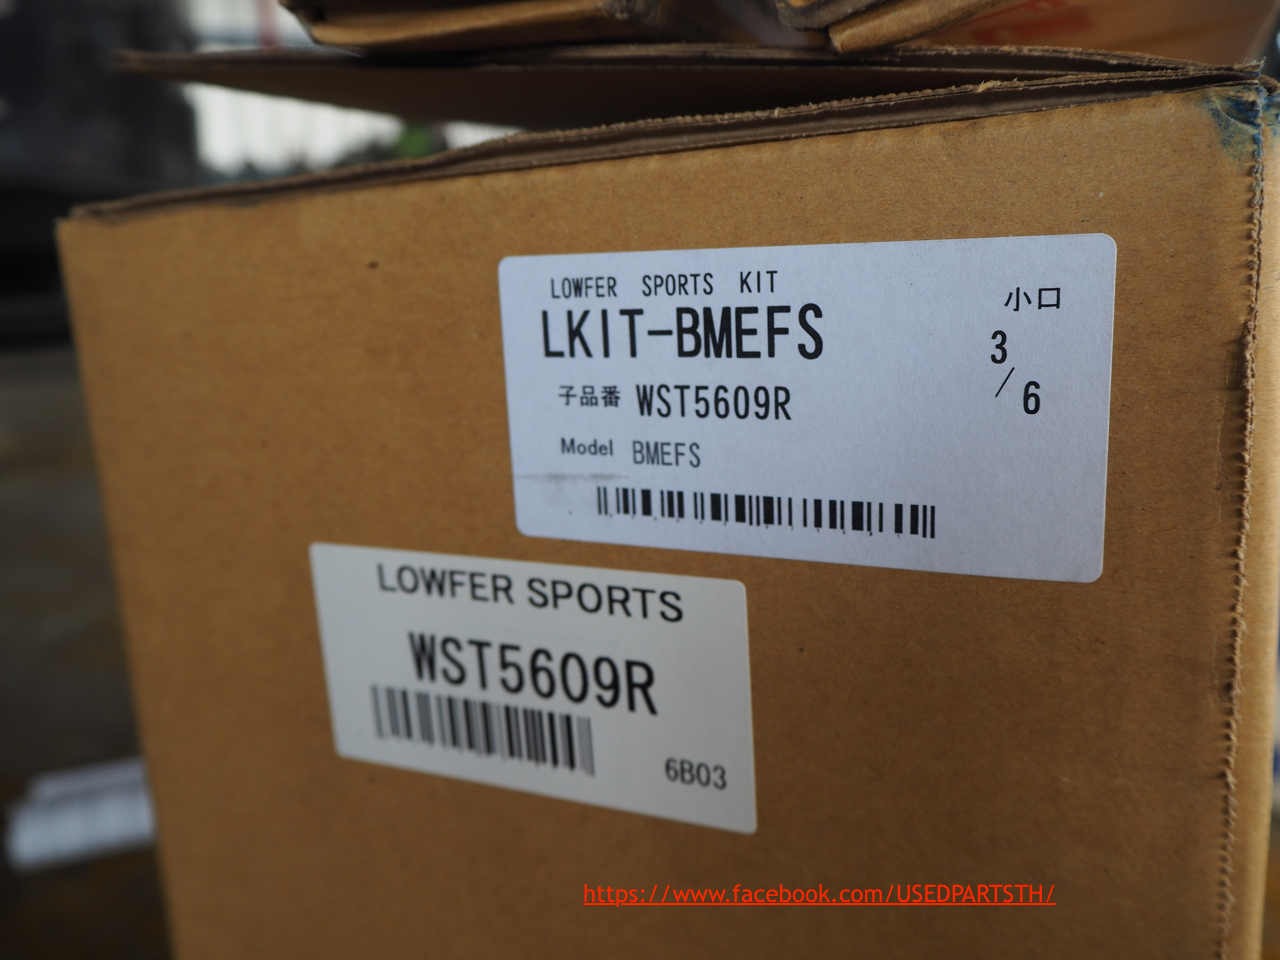 LOWFER SPORTS KIT
LKIT-BMEFS
小口
3/6
子品番 WST5609R
Model BMEFS
LOWFER SPORTS
WST5609R
6B03
https://www.facebook.com/USEDPARTSTH/